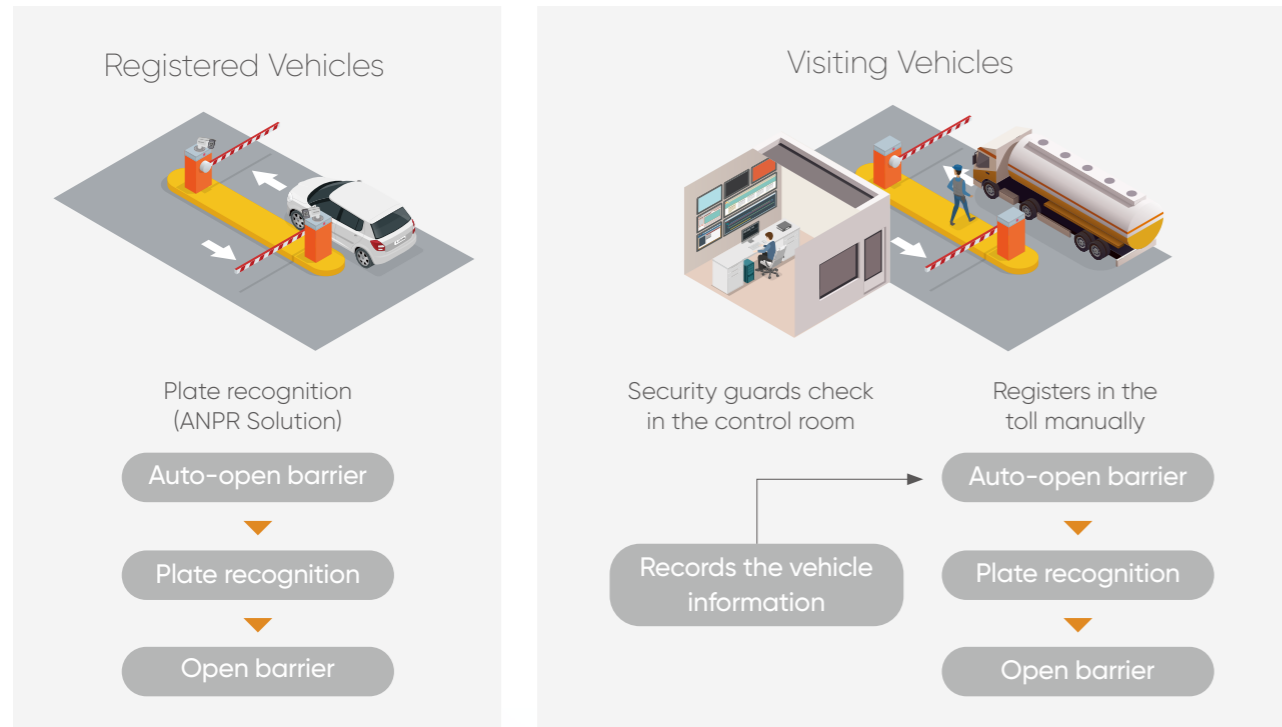 Registered Vehicles
Plate recognition
(ANPR Solution)
Auto-open barrier
Plate recognition
Open barrier
Visiting Vehicles
Security guards check
in the control room
Records the vehicle
information
Registers in the
toll manually
Auto-open barrier
Plate recognition
Open barrier